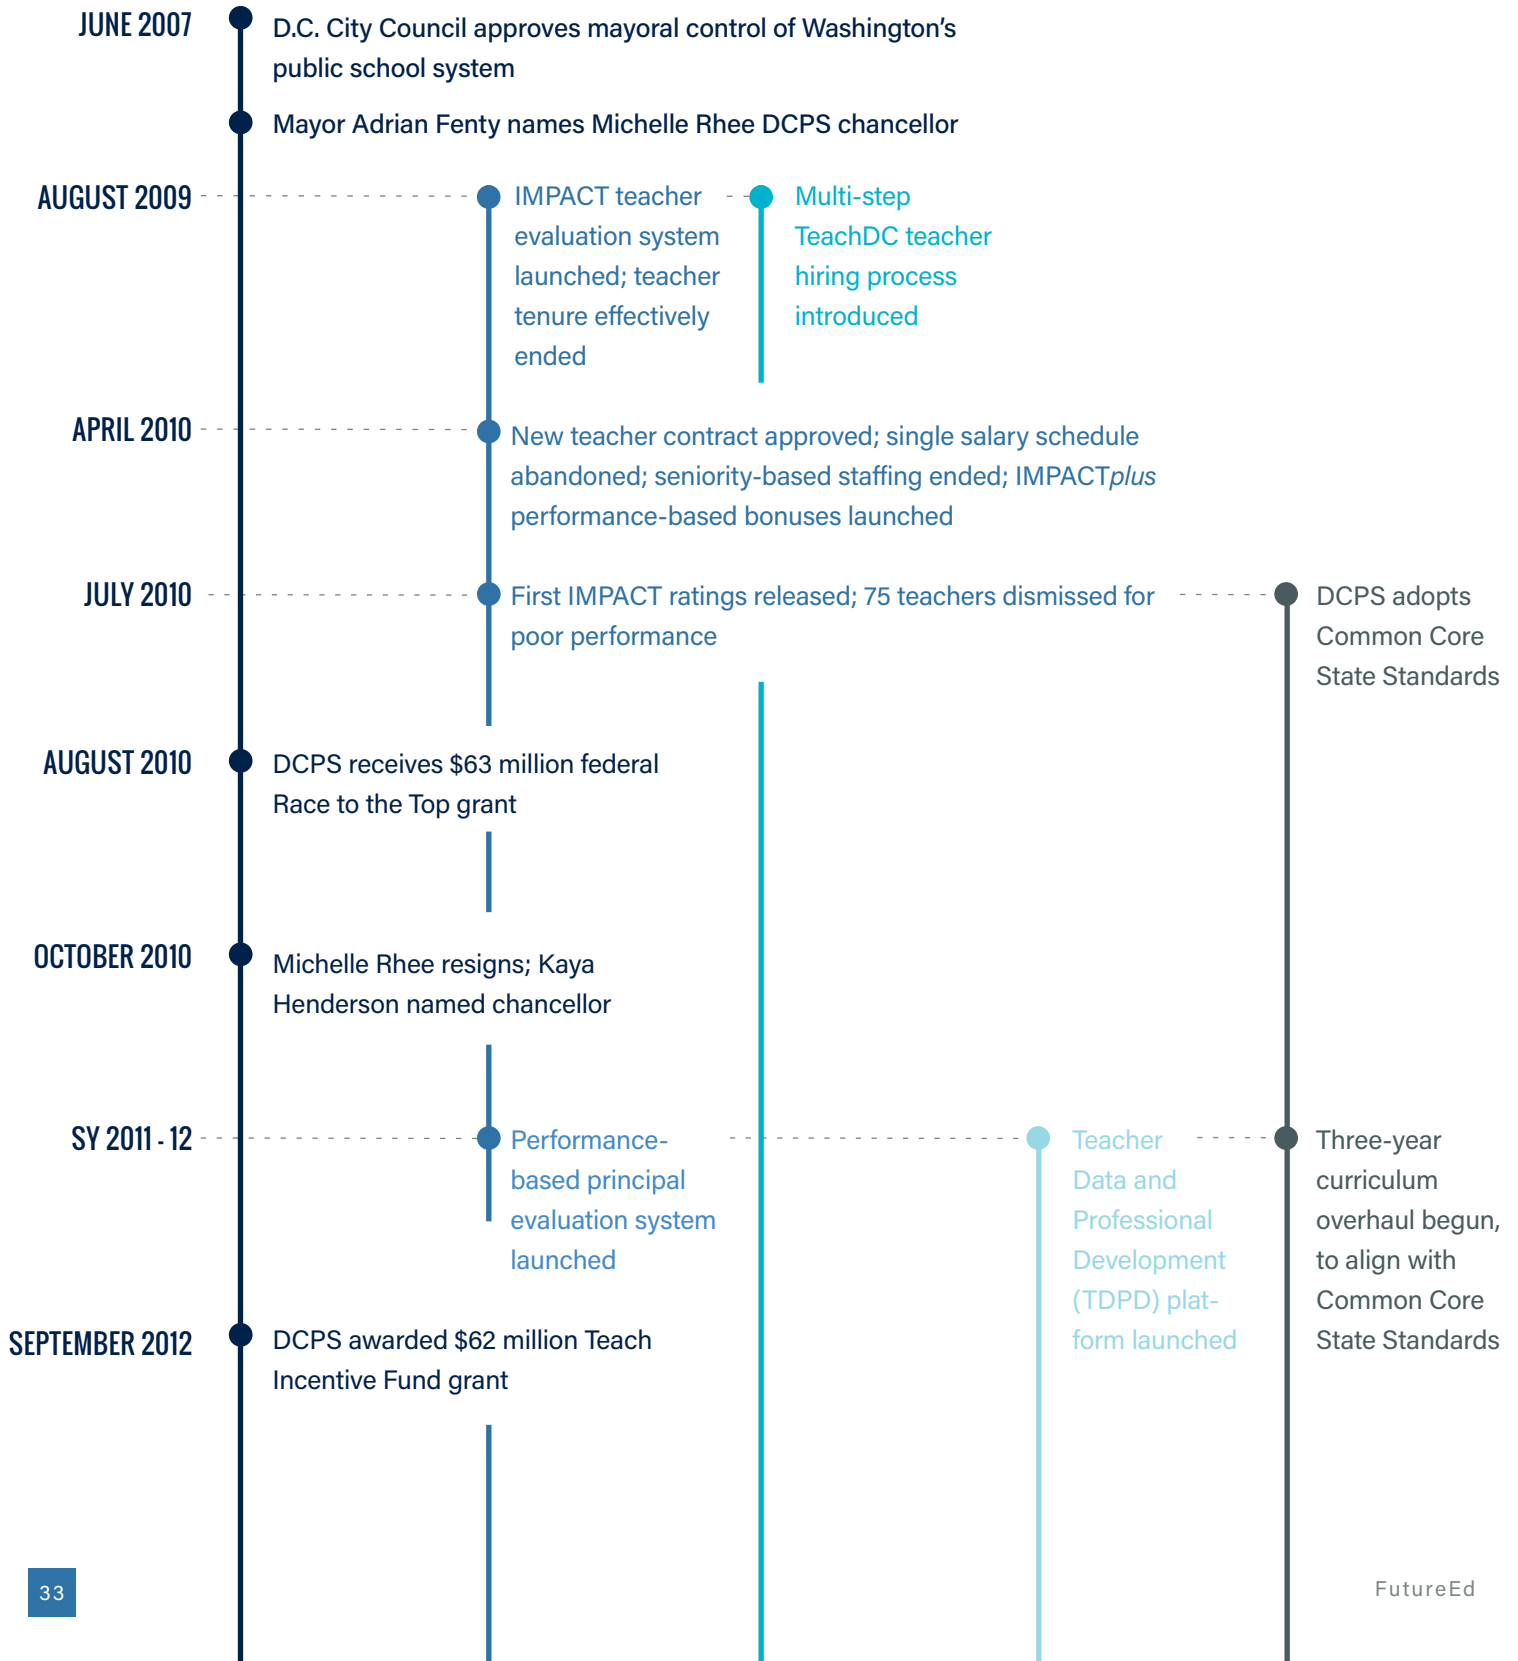 JUNE 2007
D.C. City Council approves mayoral control of Washington's
public school system
Mayor Adrian Fenty names Michelle Rhee DCPS chancellor
AUGUST 2009
IMPACT teacher
evaluation system
launched; teacher
tenure effectively
ended
Multi-step
TeachDC teacher
hiring process
introduced
APRIL 2010
New teacher contract approved; single salary schedule
abandoned; seniority-based staffing ended; IMPACTplus
performance-based bonuses launched
JULY 2010
First IMPACT ratings released; 75 teachers dismissed for
poor performance
DCPS adopts
Common Core
State Standards
AUGUST 2010
DCPS receives $63 million federal
Race to the Top grant
OCTOBER 2010
Michelle Rhee resigns; Kaya
Henderson named chancellor
SY 2011 - 12
Performance-
based principal
evaluation system
launched
Teacher
Data and
Professional
Development
(TDPD) plat-
form launched
Three-year
curriculum
overhaul begun,
to align with
Common Core
State Standards
SEPTEMBER 2012
DCPS awarded $62 million Teach
Incentive Fund grant
33
FutureEd